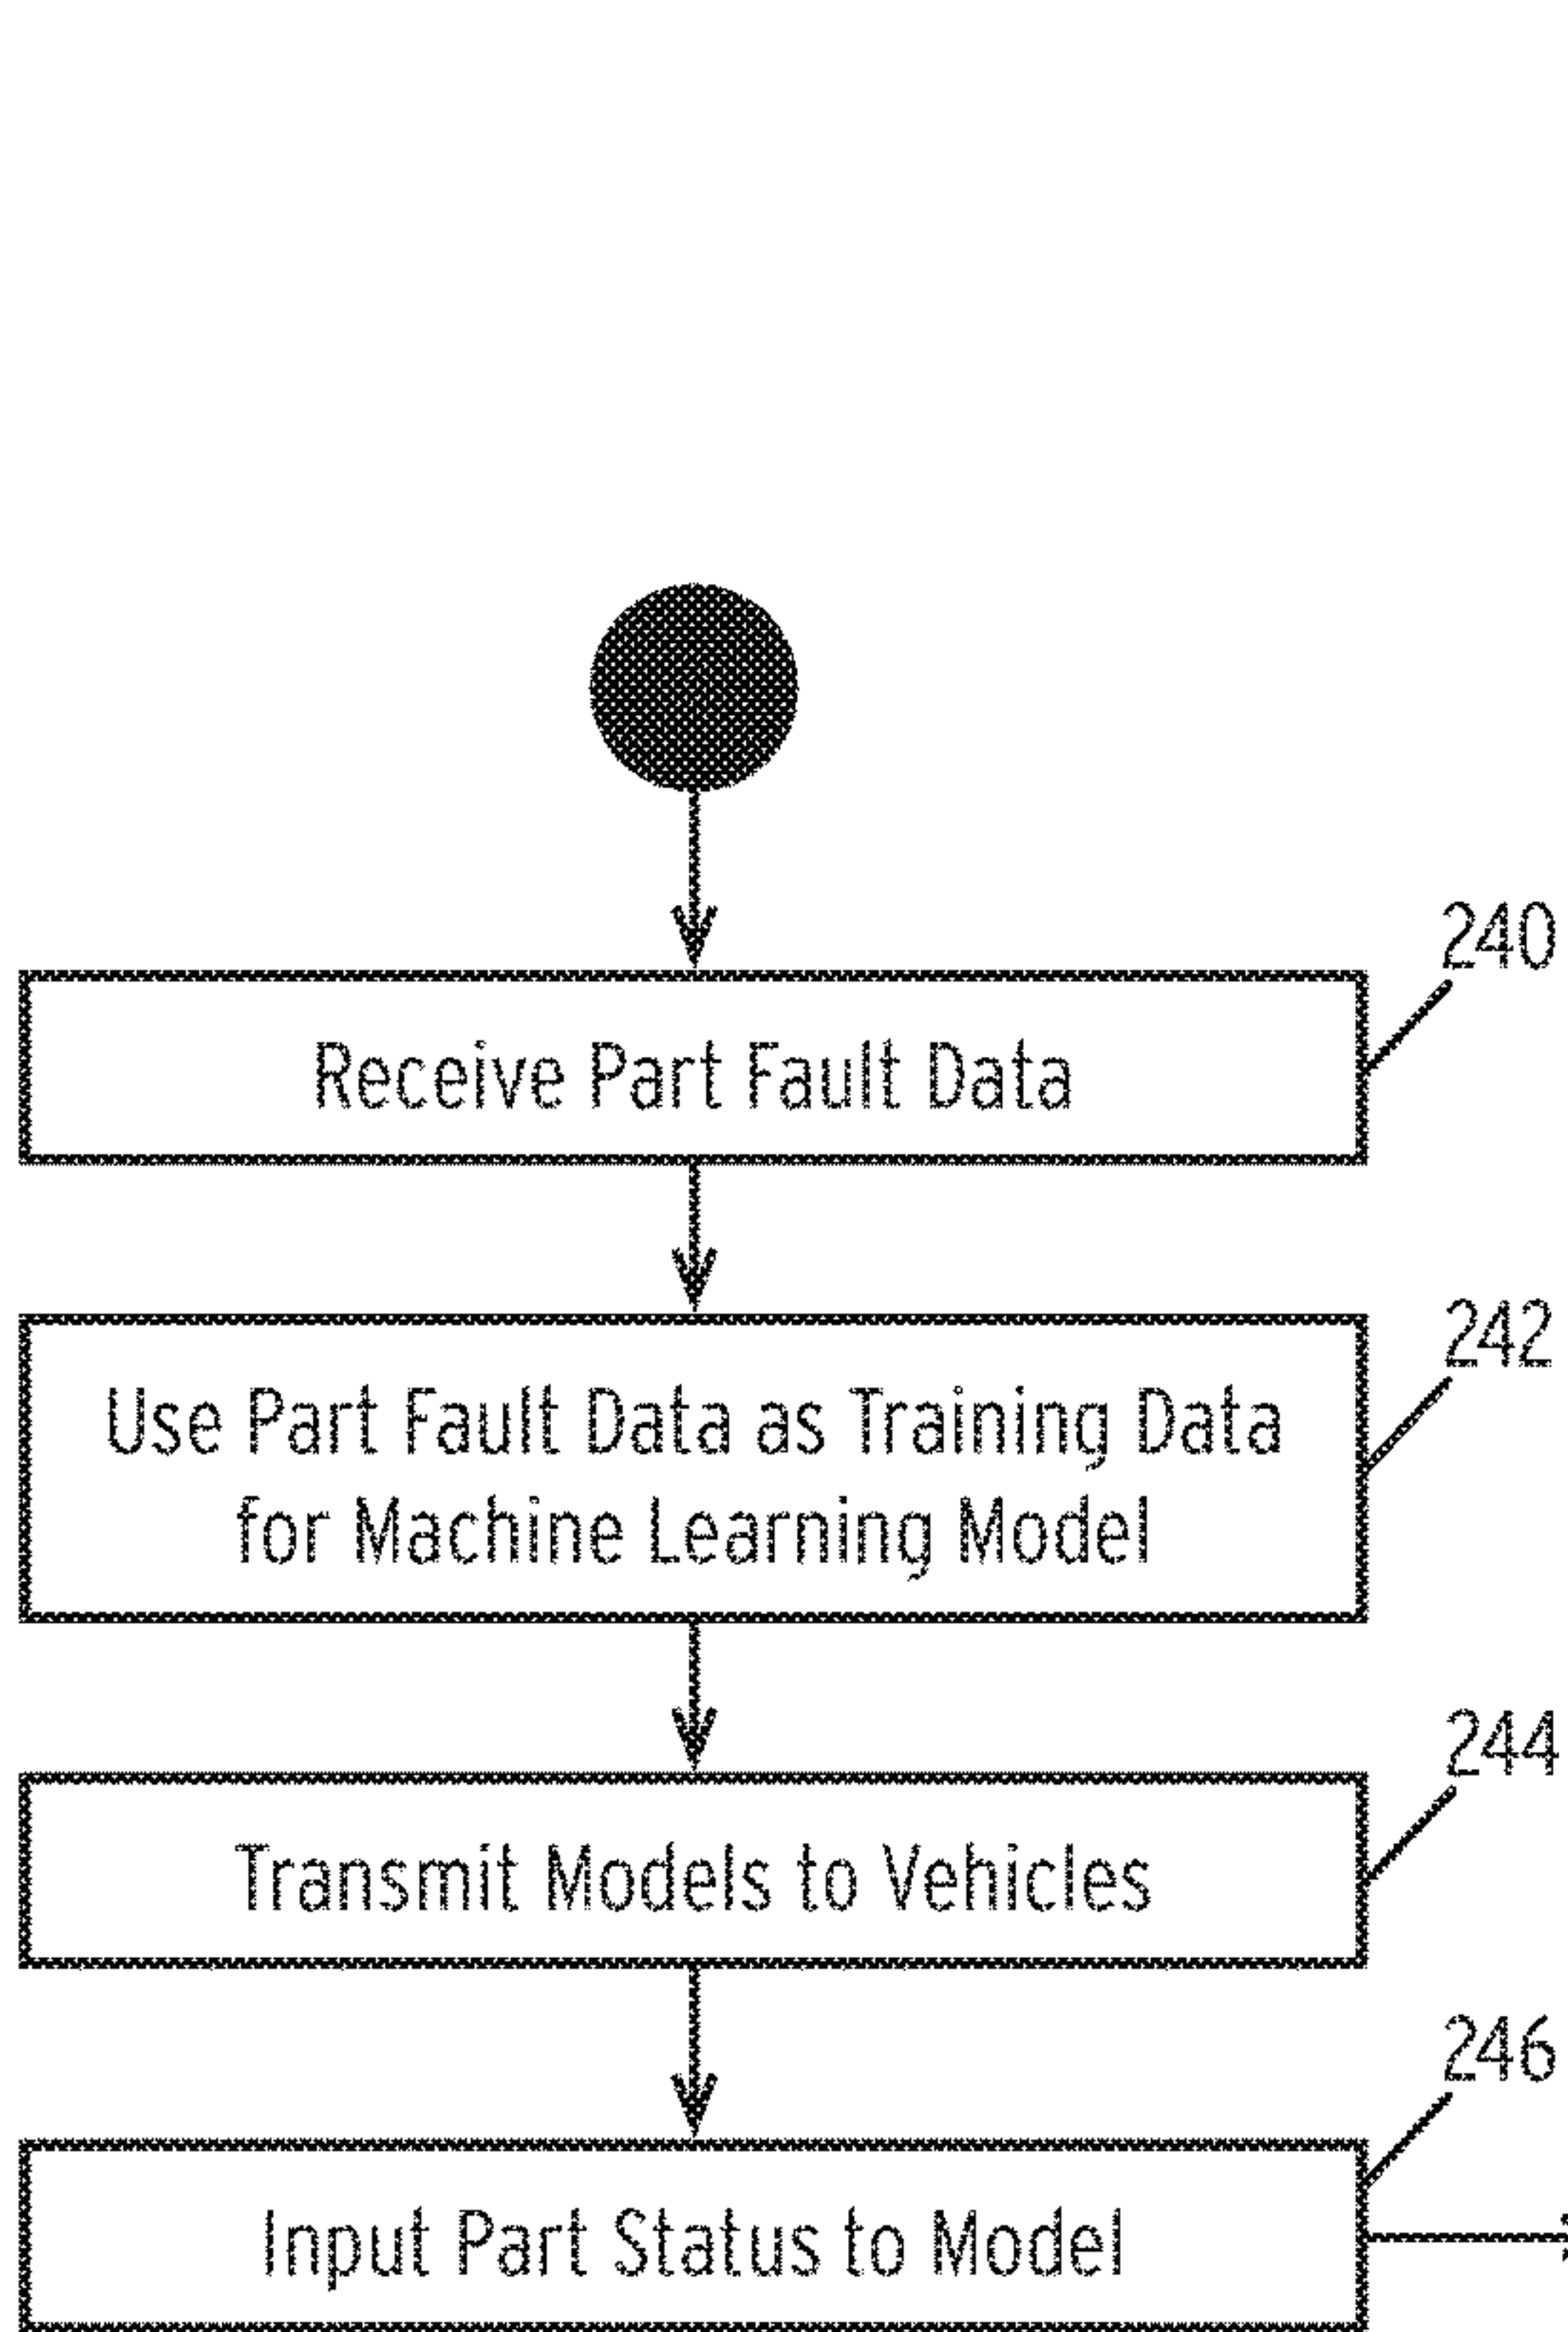 240
Receive Part Fault Data
242
Use Part Fault Data as Training Data
for Machine Learning Model
244
Transmit Models to Vehicles
246
Input Part Status to Model